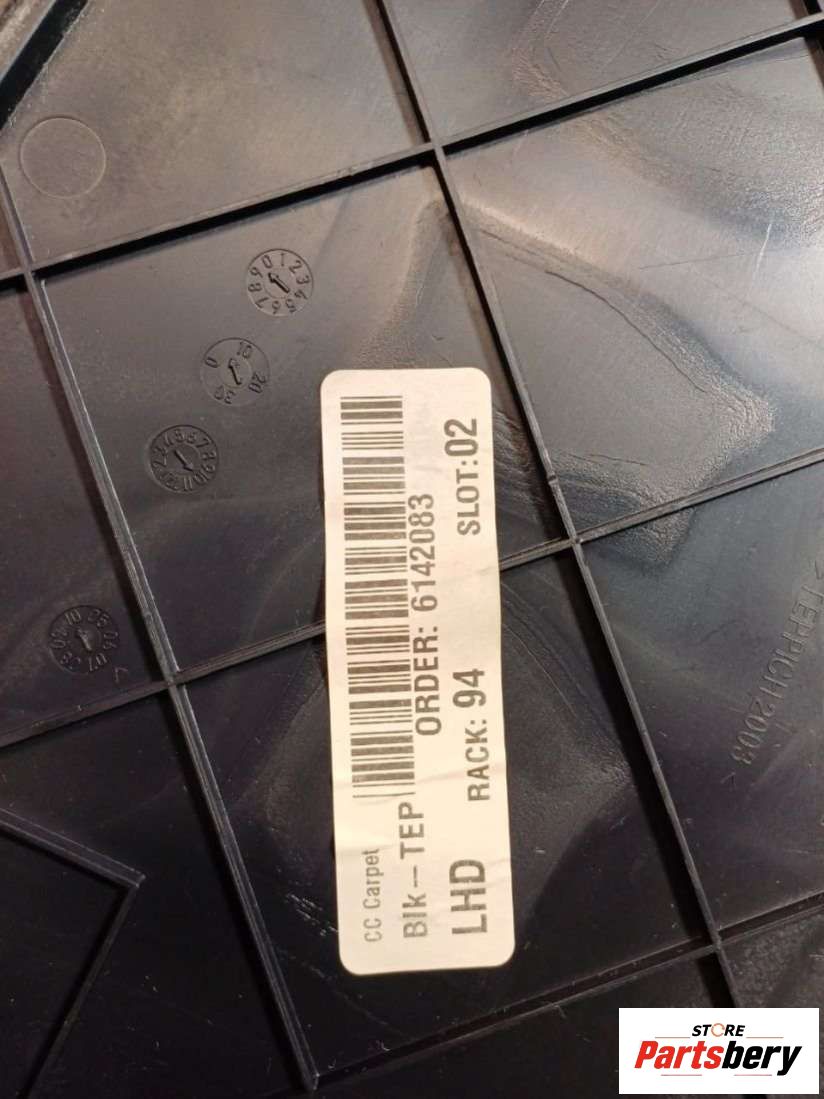 CC Carpet
Blk--TEP
ORDER: 6142083
LHD
RACK: 94
SLOT:02
>TEPPICH2003<
STORE
Partsbery